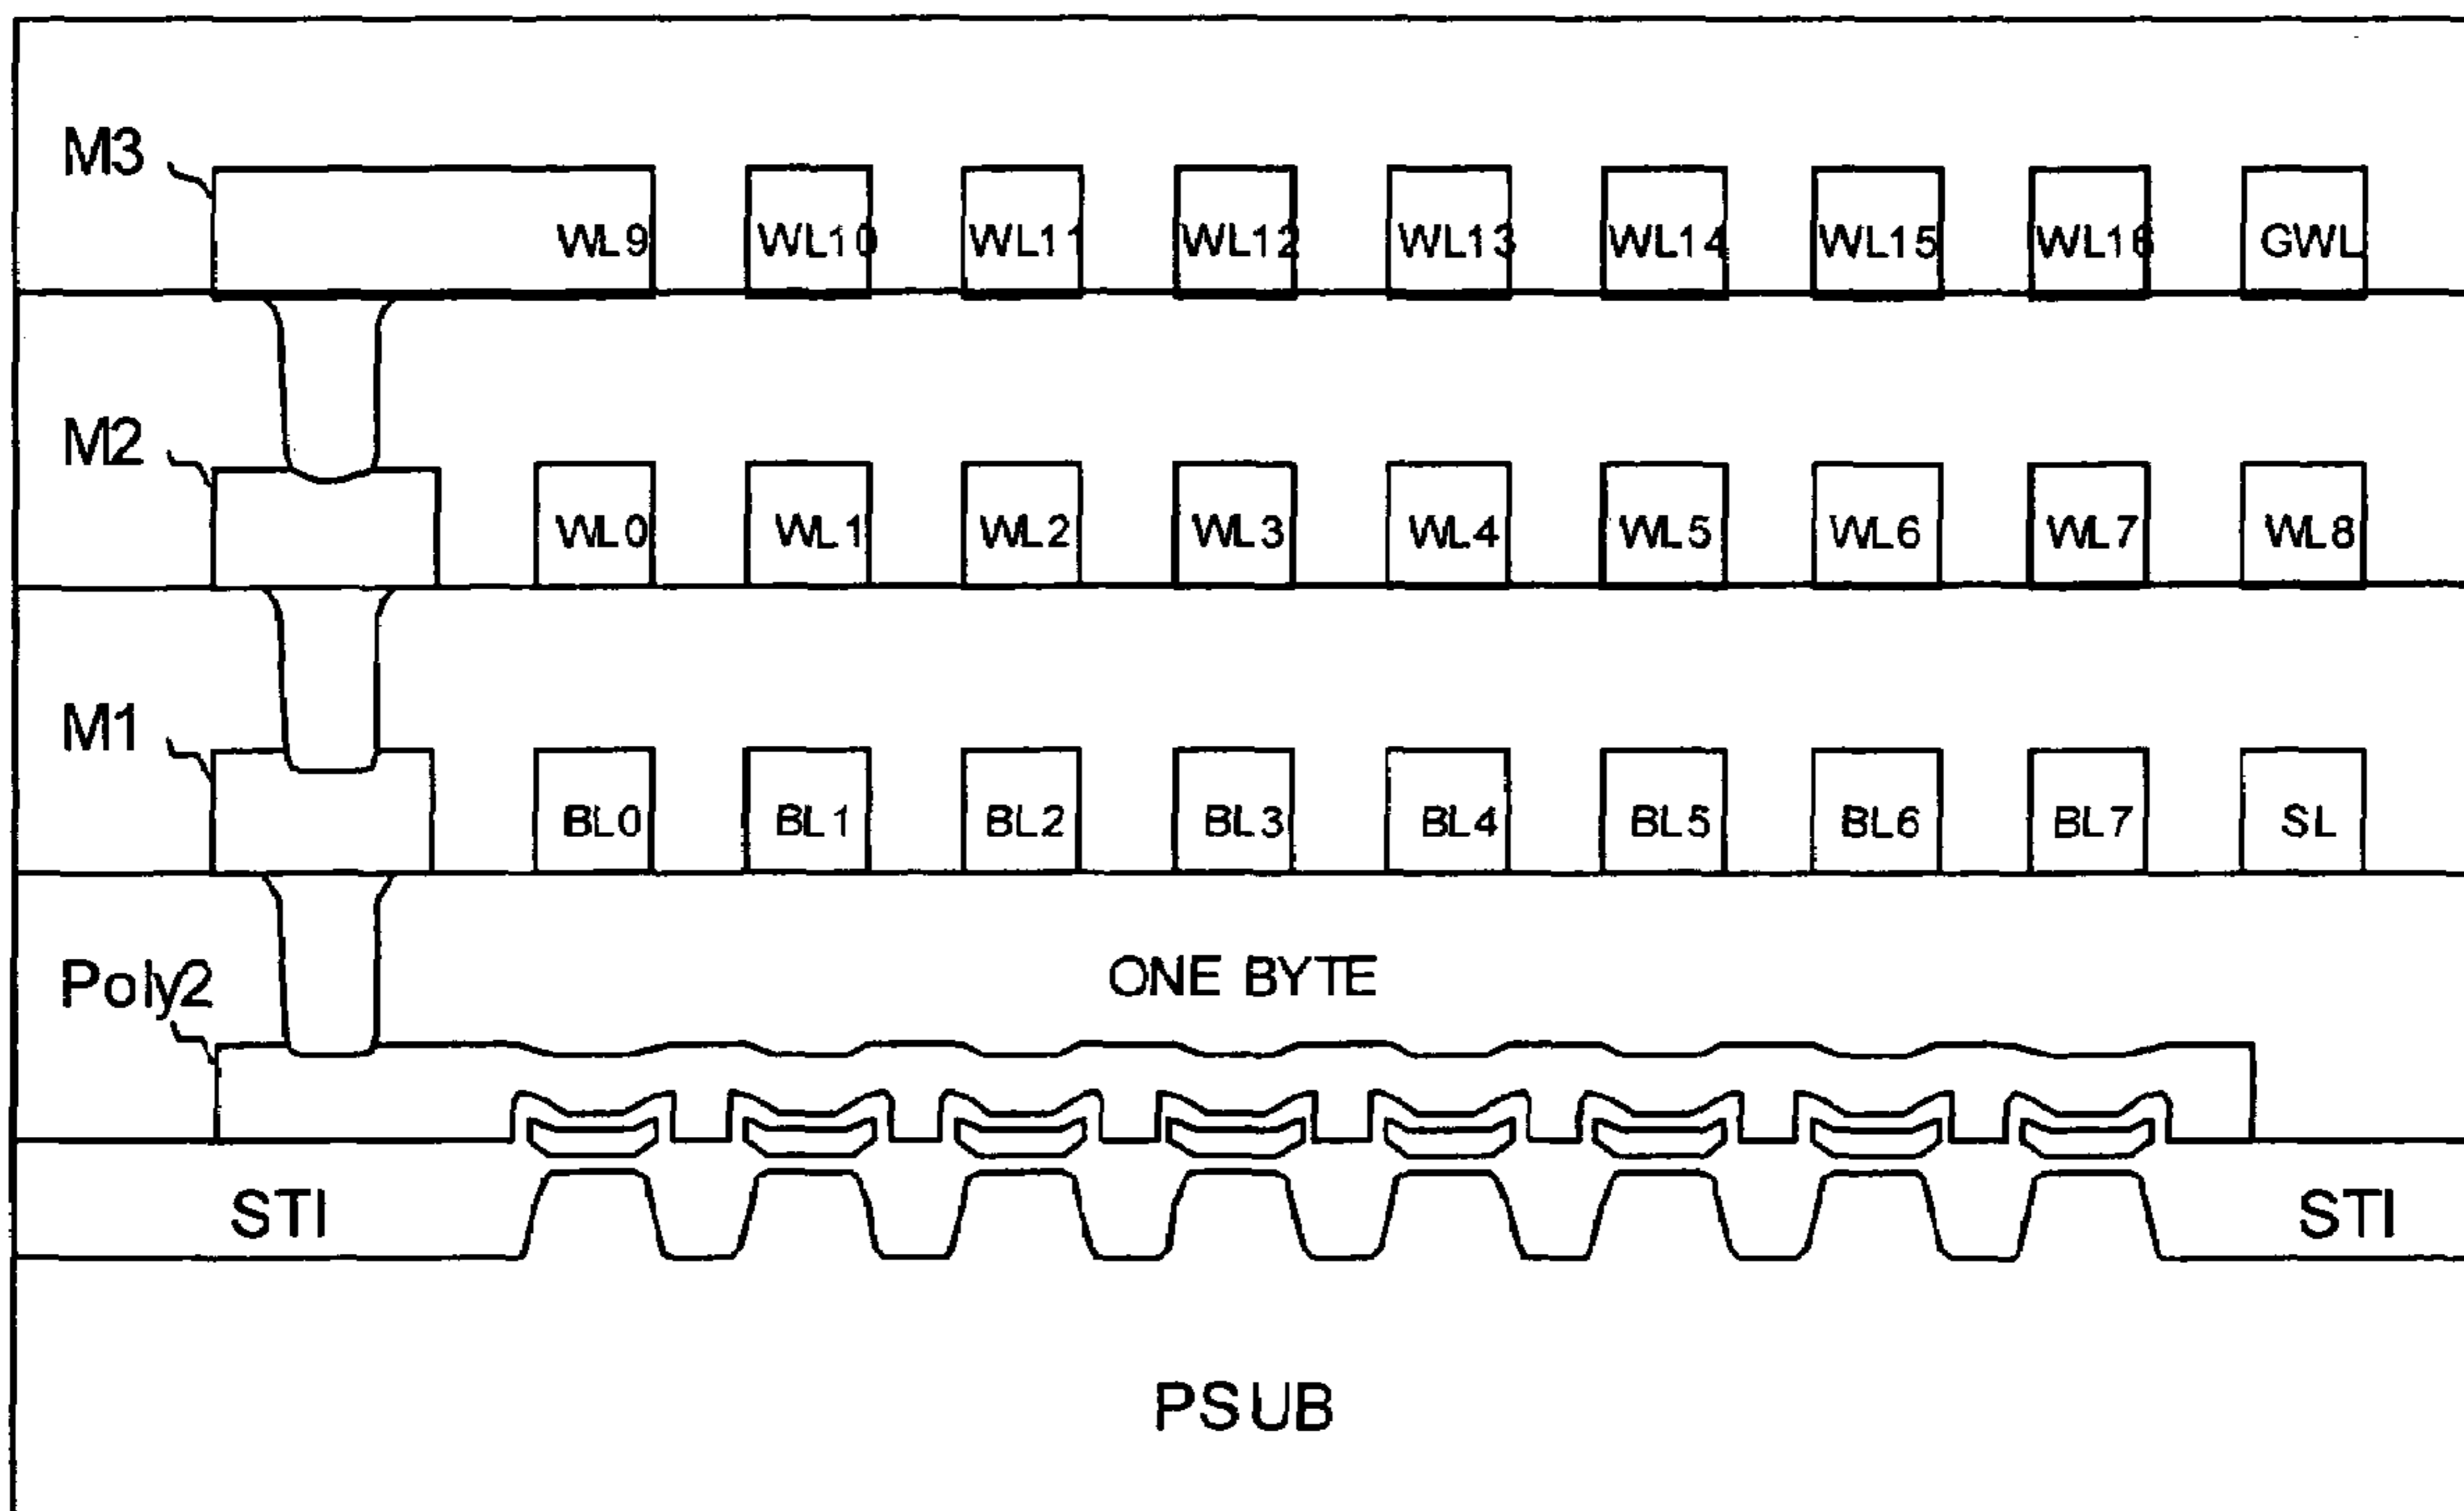 M3 WL9 WL10 WL11 WL12 WL13 WL14 WL15 WL16 GWL
M2 WL0 WL1 WL2 WL3 WL4 WL5 WL6 WL7 WL8
M1 BL0 BL1 BL2 BL3 BL4 BL5 BL6 BL7 SL
Poly2 ONE BYTE
STI STI
PSUB